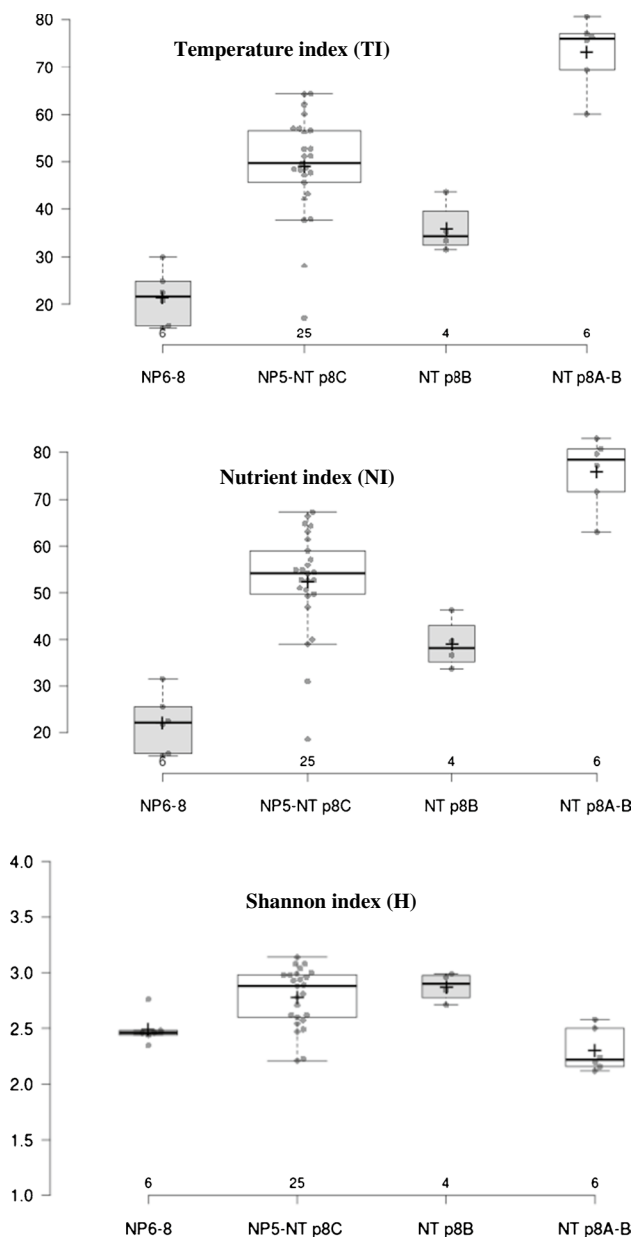 Temperature index (TI)
80
70
60
50
40
30
20
6 25 4 6
NP6-8 NP5-NT p8C NT p8B NT p8A-B
Nutrient index (NI)
80
70
60
50
40
30
20
6 25 4 6
NP6-8 NP5-NT p8C NT p8B NT p8A-B
Shannon index (H)
4.0
3.5
3.0
2.5
2.0
1.5
1.0
6 25 4 6
NP6-8 NP5-NT p8C NT p8B NT p8A-B